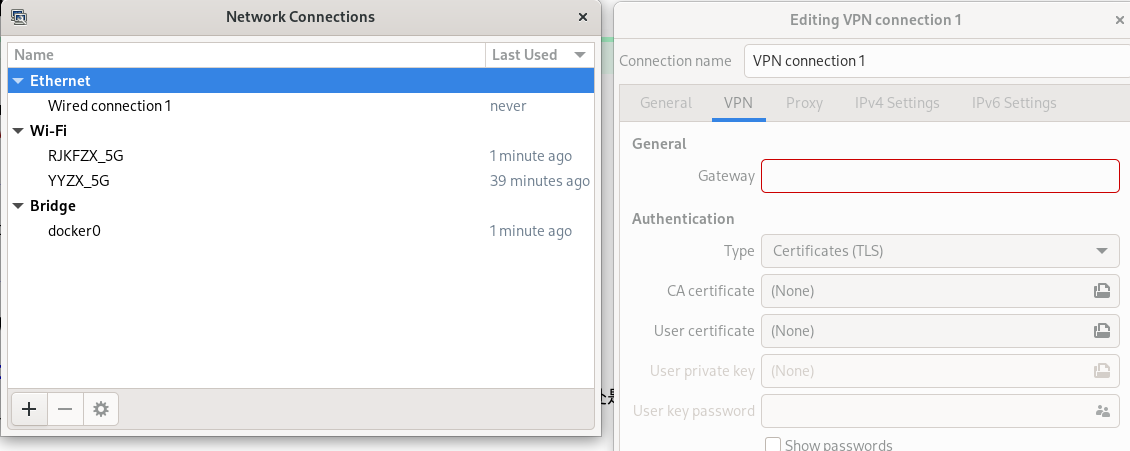 Network Connections
Name Last Used
Ethernet
Wired connection 1 never
Wi-Fi
RJKFZX_5G 1 minute ago
YYZX_5G 39 minutes ago
Bridge
docker0 1 minute ago
Editing VPN connection 1
Connection name VPN connection 1
General VPN Proxy IPv4 Settings IPv6 Settings
General
Gateway
Authentication
Type Certificates (TLS)
CA certificate (None)
User certificate (None)
User private key (None)
User key password
Show passwords